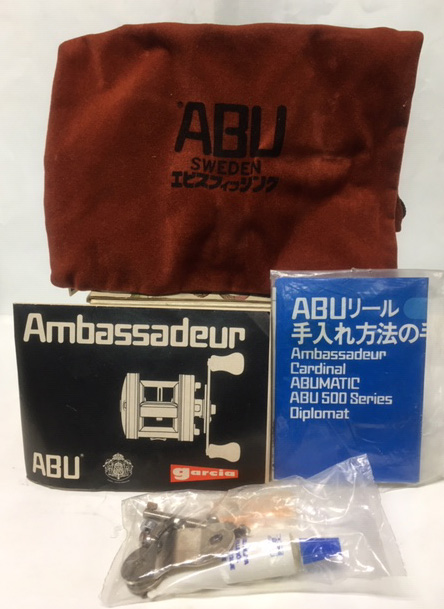 ABU
SWEDEN
エビスフィッシング
Ambassadeur
ABU
garcia
ABUリール
手入れ方法の手
Ambassadeur
Cardinal
ABUMATIC
ABU 500 Series
Diplomat